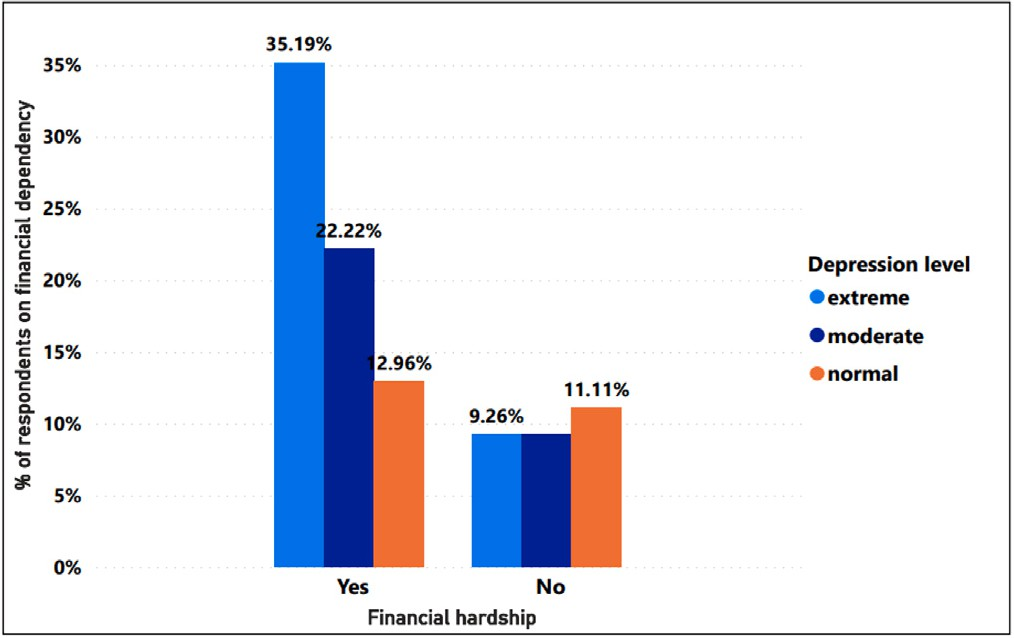 % of respondents on financial dependency
35%
30%
25%
20%
15%
10%
5%
0%
35.19%
22.22%
12.96%
9.26%
11.11%
Yes
No
Financial hardship
Depression level
extreme
moderate
normal